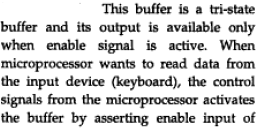 This buffer is a tri-state
buffer and its output is available only
when enable signal is active. When
microprocessor wants to read data from
the input device (keyboard), the control
signals from the microprocessor activates
the buffer by asserting enable input of